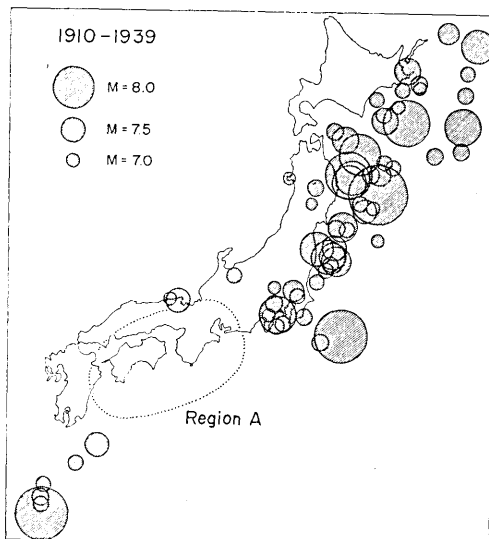 1910-1939
M = 8.0
M = 7.5
M = 7.0
Region A